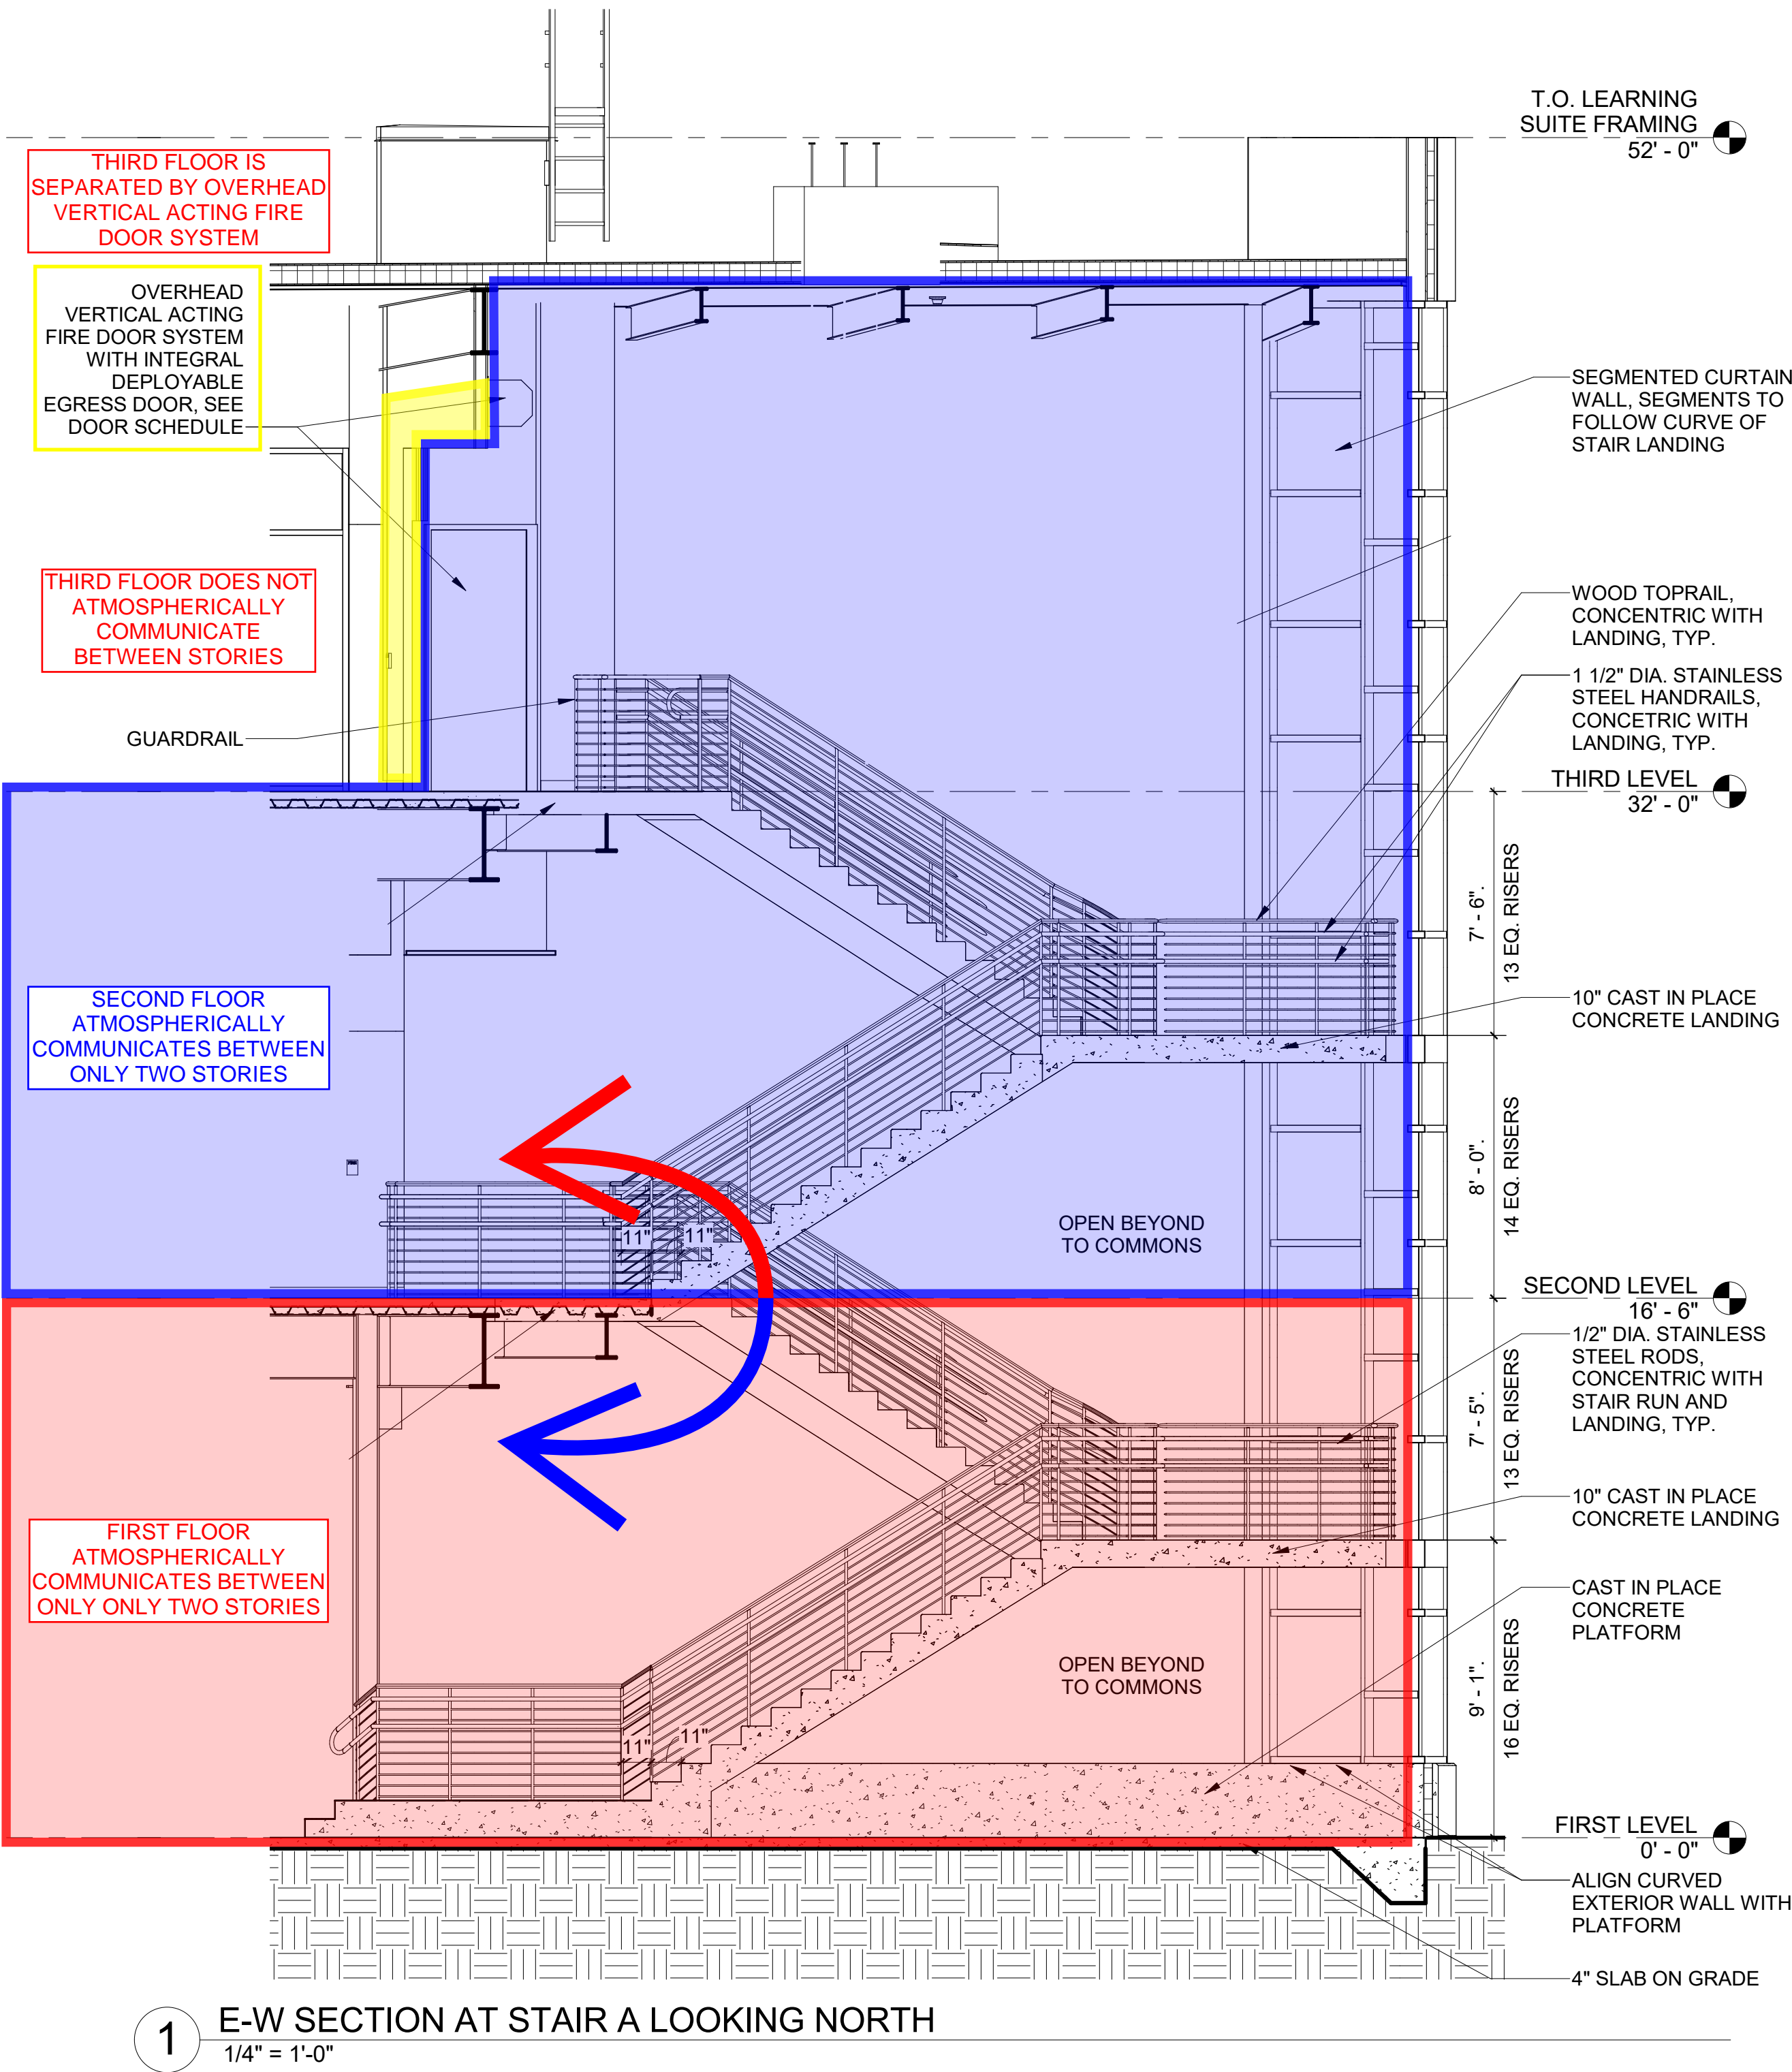 T.O. LEARNING
SUITE FRAMING
52' - 0"
THIRD FLOOR IS
SEPARATED BY OVERHEAD
VERTICAL ACTING FIRE
DOOR SYSTEM
OVERHEAD
VERTICAL ACTING
FIRE DOOR SYSTEM
WITH INTEGRAL
DEPLOYABLE
EGRESS DOOR, SEE
DOOR SCHEDULE
SEGMENTED CURTAIN
WALL, SEGMENTS TO
FOLLOW CURVE OF
STAIR LANDING
THIRD FLOOR DOES NOT
ATMOSPHERICALLY
COMMUNICATE
BETWEEN STORIES
WOOD TOPRAIL,
CONCENTRIC WITH
LANDING, TYP.
1 1/2" DIA. STAINLESS
STEEL HANDRAILS,
CONCETRIC WITH
LANDING, TYP.
GUARDRAIL
THIRD LEVEL
32' - 0"
7' - 6".
13 EQ. RISERS
SECOND FLOOR
ATMOSPHERICALLY
COMMUNICATES BETWEEN
ONLY TWO STORIES
10" CAST IN PLACE
CONCRETE LANDING
8' - 0".
14 EQ. RISERS
11"
11"
OPEN BEYOND
TO COMMONS
SECOND LEVEL
16' - 6"
1/2" DIA. STAINLESS
STEEL RODS,
CONCENTRIC WITH
STAIR RUN AND
LANDING, TYP.
7' - 5".
13 EQ. RISERS
10" CAST IN PLACE
CONCRETE LANDING
FIRST FLOOR
ATMOSPHERICALLY
COMMUNICATES BETWEEN
ONLY ONLY TWO STORIES
CAST IN PLACE
CONCRETE
PLATFORM
OPEN BEYOND
TO COMMONS
9' - 1".
16 EQ. RISERS
11"
11"
FIRST LEVEL
0' - 0"
ALIGN CURVED
EXTERIOR WALL WITH
PLATFORM
4" SLAB ON GRADE
1
E-W SECTION AT STAIR A LOOKING NORTH
1/4" = 1'-0"